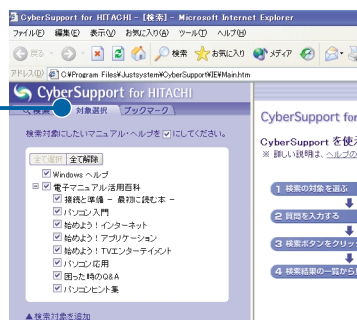 CyberSupport for HITACHI - [検索] - Microsoft Internet Explorer
ファイル(F) 編集(E) 表示(V) お気に入り(A) ツール(T) ヘルプ(H)
戻る 検索 お気に入り メディア
アドレス(D) C:¥Program Files¥Justsystem¥CyberSupport¥IE¥Main.htm
CyberSupport for HITACHI
検索 対象選択 ブックマーク
検索対象にしたいマニュアル・ヘルプを☑にしてください。
全て選択 全て解除
Windows ヘルプ
電子マニュアル活用百科
接続と準備 − 最初に読む本 −
パソコン入門
始めよう！インターネット
始めよう！アプリケーション
始めよう！TVエンターテイメント
パソコン応用
困った時のQ&A
パソコンヒント集
▲検索対象を追加
CyberSupport for
CyberSupport を使
※ 詳しい説明は、ヘルプの
1 検索の対象を選ぶ
2 質問を入力する
3 検索ボタンをクリッ
4 検索結果の一覧から